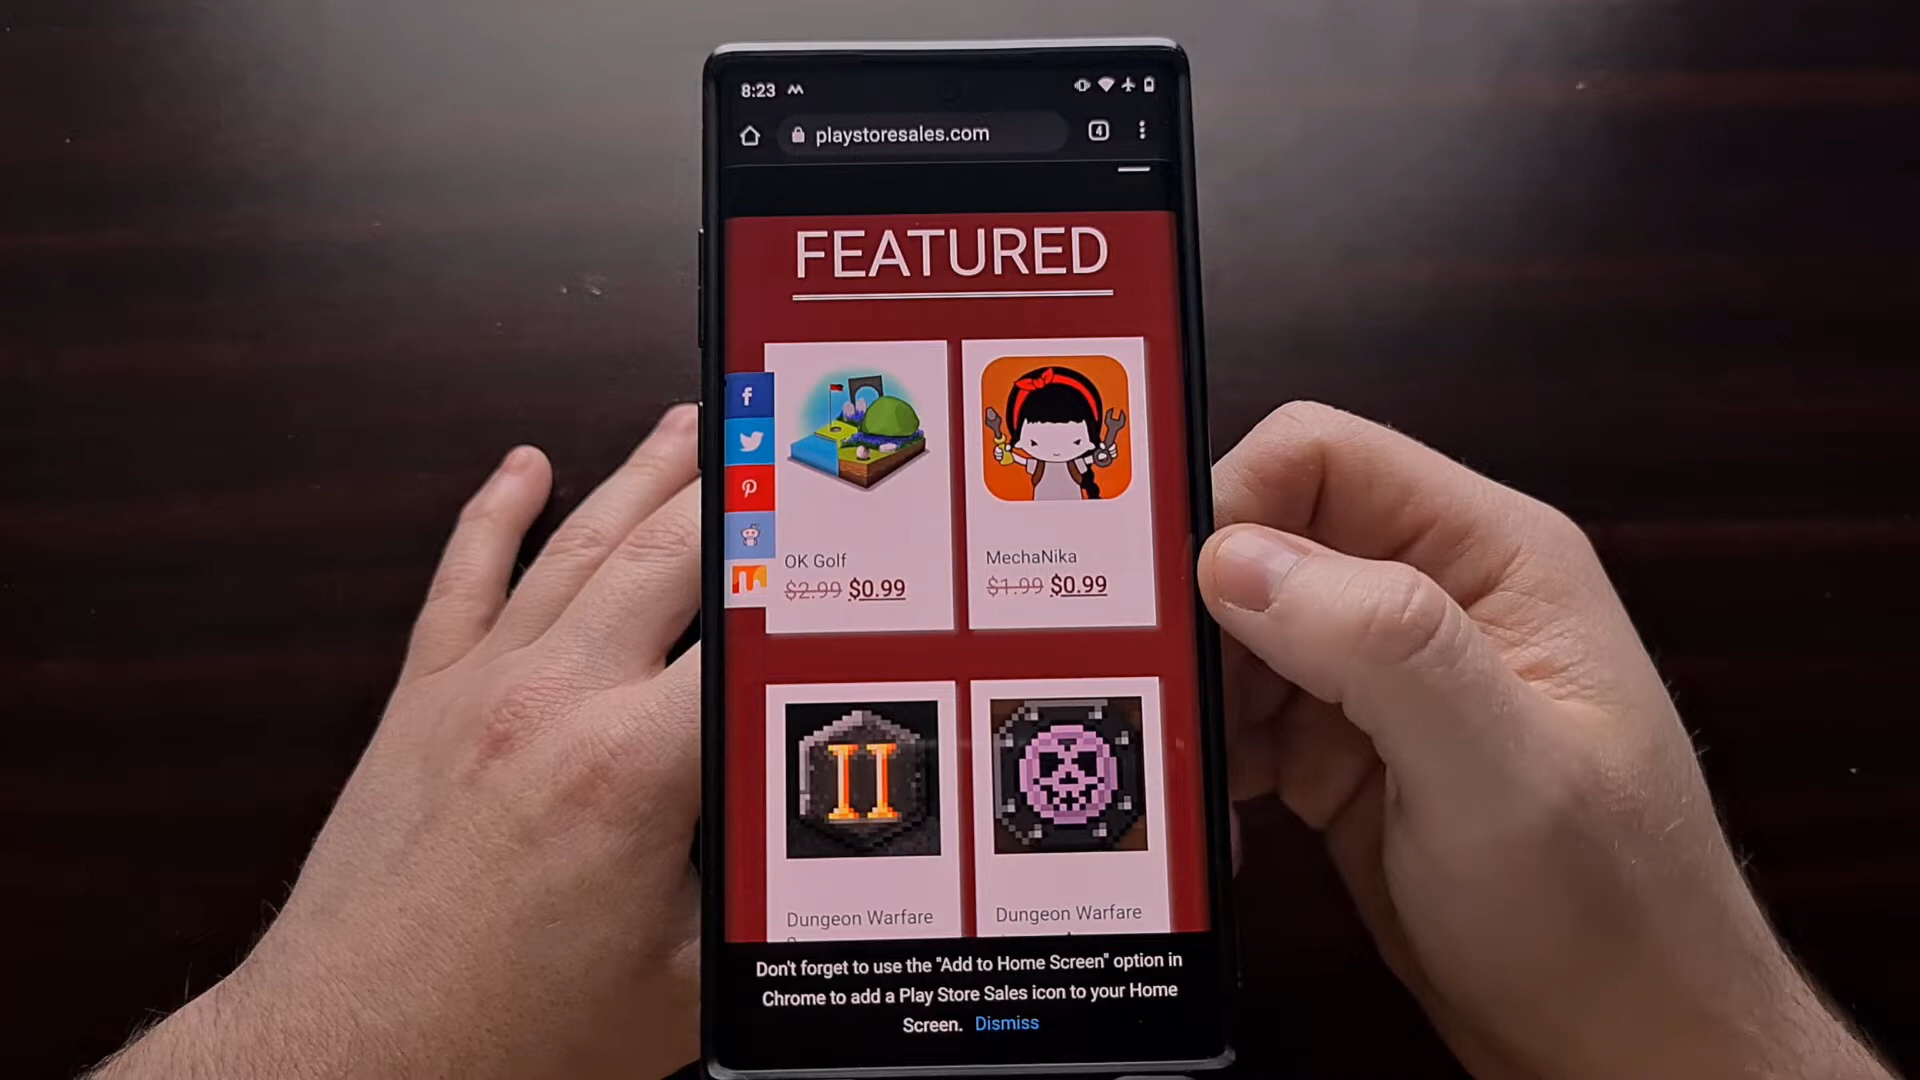 8:23
playstoresales.com
4
FEATURED
OK Golf
$2.99 $0.99
MechaNika
$1.99 $0.99
II
Dungeon Warfare
Dungeon Warfare
Don't forget to use the "Add to Home Screen" option in
Chrome to add a Play Store Sales icon to your Home
Screen. Dismiss